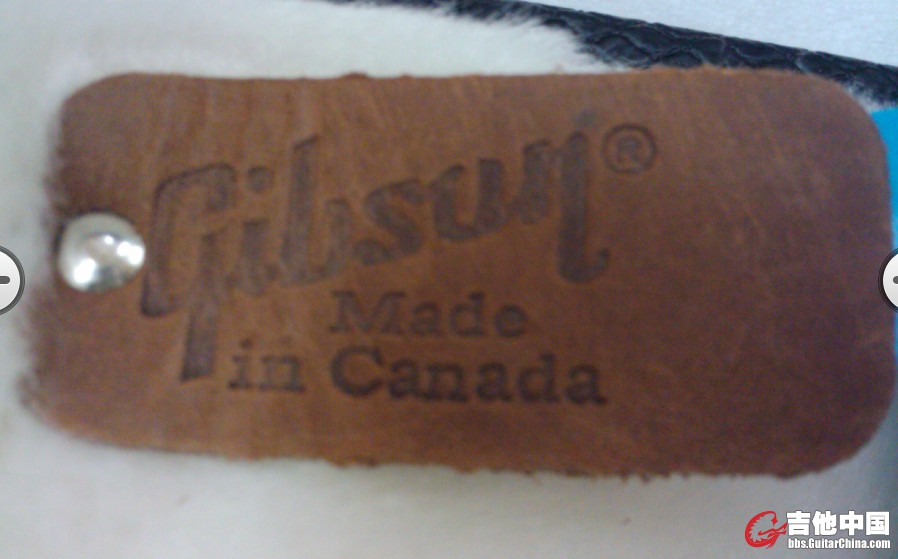 Gibson®
Made
in Canada
吉他中国
bbs.GuitarChina.com